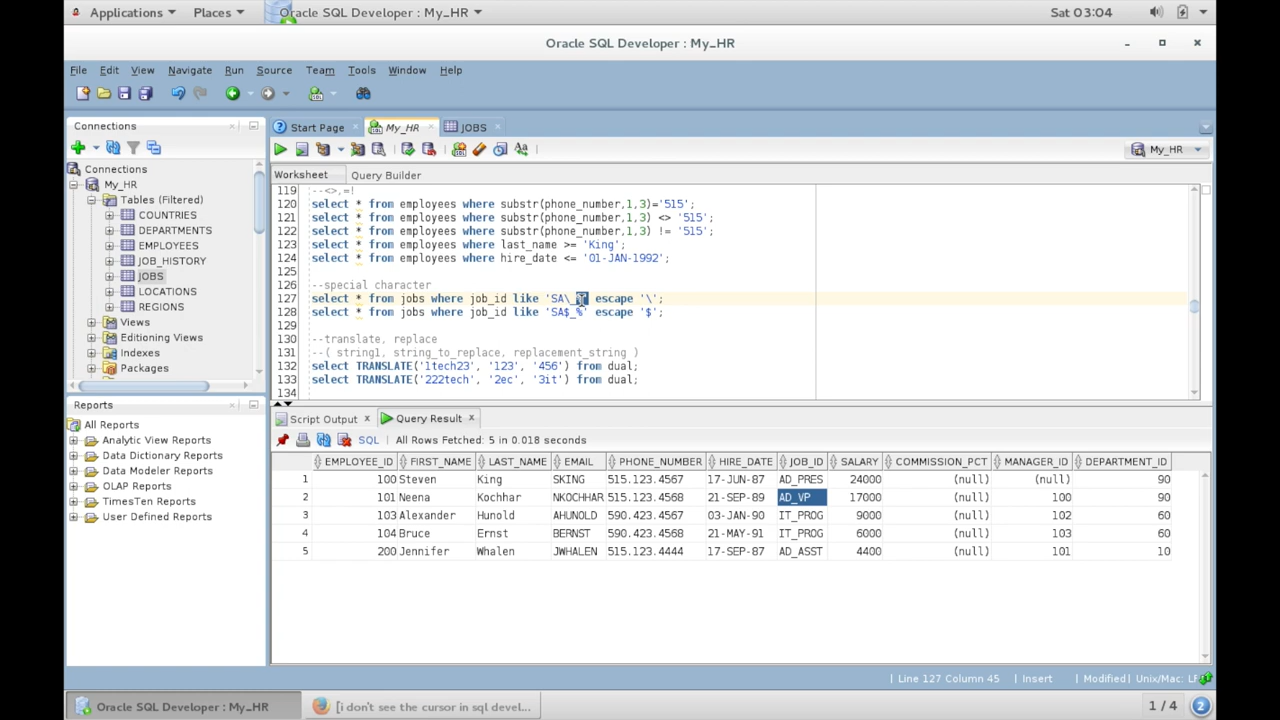 Applications Places Oracle SQL Developer : My_HR Sat 03:04
Oracle SQL Developer : My_HR
File Edit View Navigate Run Source Team Tools Window Help
Connections
Connections
My_HR
Tables (Filtered)
COUNTRIES
DEPARTMENTS
EMPLOYEES
JOB_HISTORY
JOBS
LOCATIONS
REGIONS
Views
Editioning Views
Indexes
Packages
Reports
All Reports
Analytic View Reports
Data Dictionary Reports
Data Modeler Reports
OLAP Reports
TimesTen Reports
User Defined Reports
Start Page My_HR JOBS
My_HR
Worksheet Query Builder
119 --<>,=!
120 select * from employees where substr(phone_number,1,3)='515';
121 select * from employees where substr(phone_number,1,3) <> '515';
122 select * from employees where substr(phone_number,1,3) != '515';
123 select * from employees where last_name >= 'King';
124 select * from employees where hire_date <= '01-JAN-1992';
125
126 --special character
127 select * from jobs where job_id like 'SA\_ escape '\';
128 select * from jobs where job_id like 'SA$_%' escape '$';
129
130 --translate, replace
131 --( string1, string_to_replace, replacement_string )
132 select TRANSLATE('1tech23', '123', '456') from dual;
133 select TRANSLATE('222tech', '2ec', '3it') from dual;
134
Script Output Query Result
SQL All Rows Fetched: 5 in 0.018 seconds
EMPLOYEE_ID FIRST_NAME LAST_NAME EMAIL PHONE_NUMBER HIRE_DATE JOB_ID SALARY COMMISSION_PCT MANAGER_ID DEPARTMENT_ID
1 100 Steven King SKING 515.123.4567 17-JUN-87 AD_PRES 24000 (null) (null) 90
2 101 Neena Kochhar NKOCHHAR 515.123.4568 21-SEP-89 AD_VP 17000 (null) 100 90
3 103 Alexander Hunold AHUNOLD 590.423.4567 03-JAN-90 IT_PROG 9000 (null) 102 60
4 104 Bruce Ernst BERNST 590.423.4568 21-MAY-91 IT_PROG 6000 (null) 103 60
5 200 Jennifer Whalen JWHALEN 515.123.4444 17-SEP-87 AD_ASST 4400 (null) 101 10
Line 127 Column 45 Insert Modified Unix/Mac: LF
Oracle SQL Developer : My_HR [i don't see the cursor in sql devel... 1 / 4 2